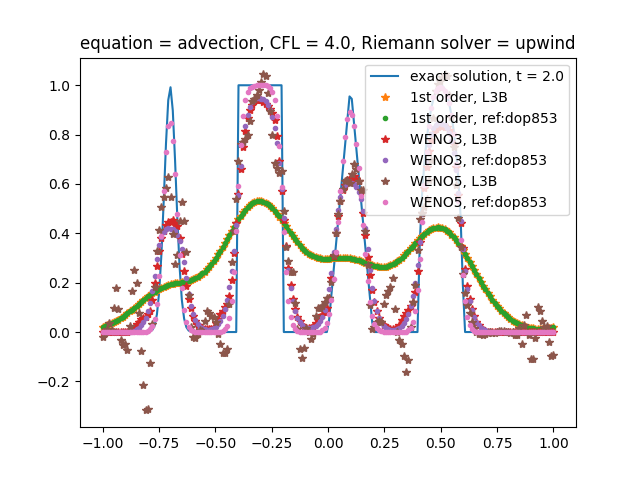 equation = advection, CFL = 4.0, Riemann solver = upwind
exact solution, t = 2.0
1st order, L3B
1st order, ref:dop853
WENO3, L3B
WENO3, ref:dop853
WENO5, L3B
WENO5, ref:dop853
1.0
0.8
0.6
0.4
0.2
0.0
−0.2
−1.00 −0.75 −0.50 −0.25 0.00 0.25 0.50 0.75 1.00